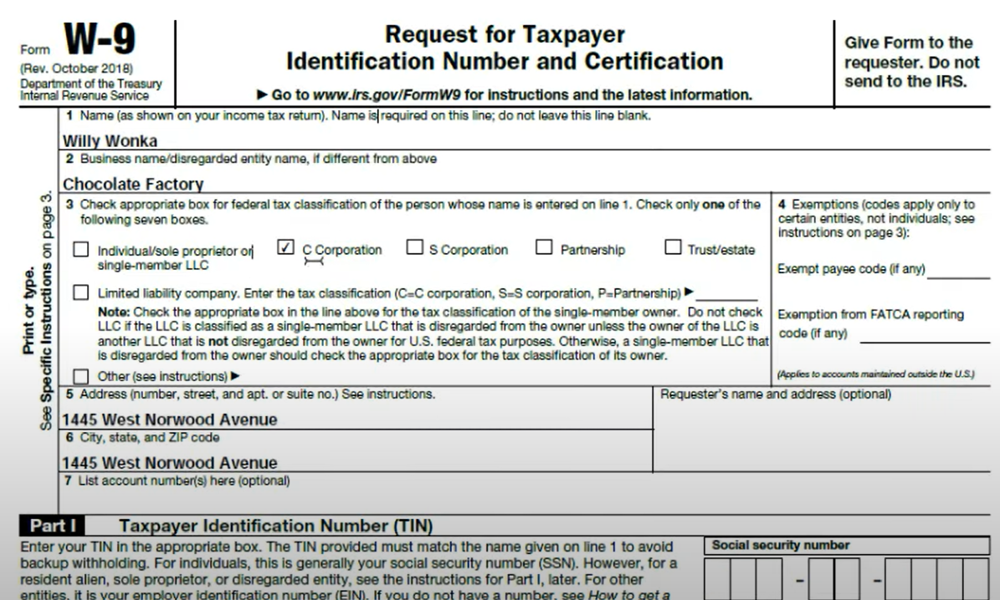 Form W-9
(Rev. October 2018)
Department of the Treasury
Internal Revenue Service
Request for Taxpayer
Identification Number and Certification
▶ Go to www.irs.gov/FormW9 for instructions and the latest information.
Give Form to the
requester. Do not
send to the IRS.
Print or type.
See Specific Instructions on page 3.
1 Name (as shown on your income tax return). Name is required on this line; do not leave this line blank.
Willy Wonka
2 Business name/disregarded entity name, if different from above
Chocolate Factory
3 Check appropriate box for federal tax classification of the person whose name is entered on line 1. Check only one of the
following seven boxes.
Individual/sole proprietor or
single-member LLC
✓ C Corporation
S Corporation
Partnership
Trust/estate
Limited liability company. Enter the tax classification (C=C corporation, S=S corporation, P=Partnership) ▶
Note: Check the appropriate box in the line above for the tax classification of the single-member owner. Do not check
LLC if the LLC is classified as a single-member LLC that is disregarded from the owner unless the owner of the LLC is
another LLC that is not disregarded from the owner for U.S. federal tax purposes. Otherwise, a single-member LLC that
is disregarded from the owner should check the appropriate box for the tax classification of its owner.
Other (see instructions) ▶
4 Exemptions (codes apply only to
certain entities, not individuals; see
instructions on page 3):
Exempt payee code (if any)
Exemption from FATCA reporting
code (if any)
(Applies to accounts maintained outside the U.S.)
5 Address (number, street, and apt. or suite no.) See instructions.
1445 West Norwood Avenue
6 City, state, and ZIP code
1445 West Norwood Avenue
Requester's name and address (optional)
7 List account number(s) here (optional)
Part I Taxpayer Identification Number (TIN)
Enter your TIN in the appropriate box. The TIN provided must match the name given on line 1 to avoid
backup withholding. For individuals, this is generally your social security number (SSN). However, for a
resident alien, sole proprietor, or disregarded entity, see the instructions for Part I, later. For other
entities, it is your employer identification number (EIN). If you do not have a number, see How to get a
Social security number
– –